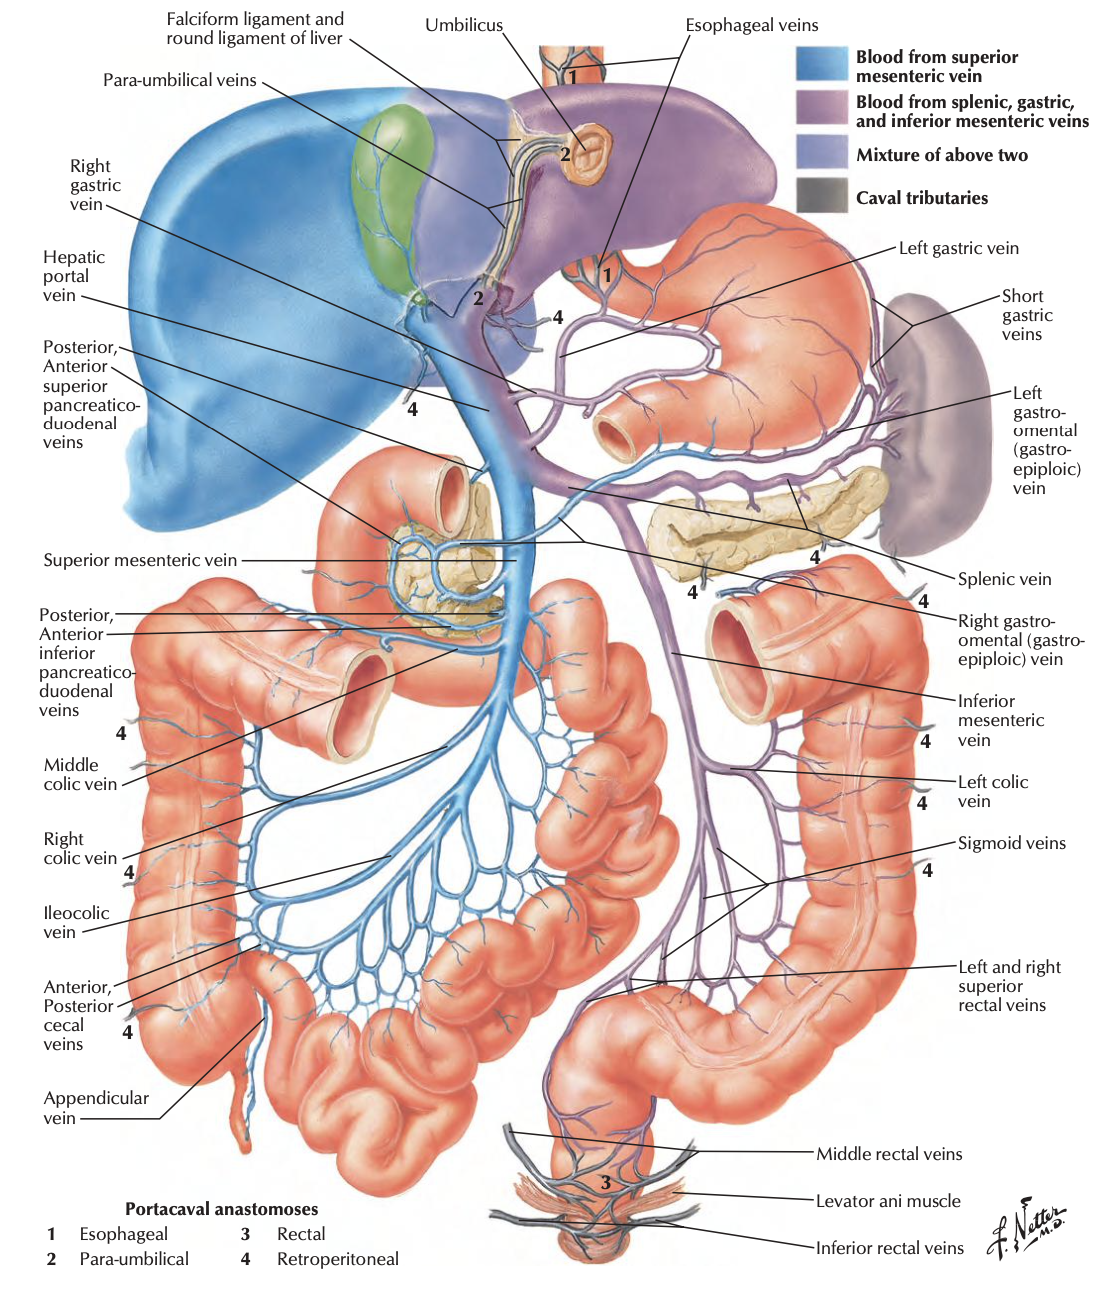 Falciform ligament and
round ligament of liver
Umbilicus
Esophageal veins
Para-umbilical veins
1
Blood from superior
mesenteric vein
Blood from splenic, gastric,
and inferior mesenteric veins
Mixture of above two
Caval tributaries
2
Right
gastric
vein
Left gastric vein
Hepatic
portal
vein
1
2
4
Short
gastric
veins
Posterior,
Anterior
superior
pancreatico-
duodenal
veins
4
Left
gastro-
omental
(gastro-
epiploic)
vein
Superior mesenteric vein
4
4
4
Splenic vein
Posterior,
Anterior
inferior
pancreatico-
duodenal
veins
Right gastro-
omental (gastro-
epiploic) vein
Inferior
mesenteric
vein
4
4
Middle
colic vein
Left colic
vein
4
Right
colic vein
Sigmoid veins
4
4
Ileocolic
vein
Left and right
superior
rectal veins
Anterior,
Posterior
cecal
veins
4
Appendicular
vein
Middle rectal veins
3
Levator ani muscle
Inferior rectal veins
Portacaval anastomoses
1 Esophageal 3 Rectal
2 Para-umbilical 4 Retroperitoneal
F. Netter
M.D.